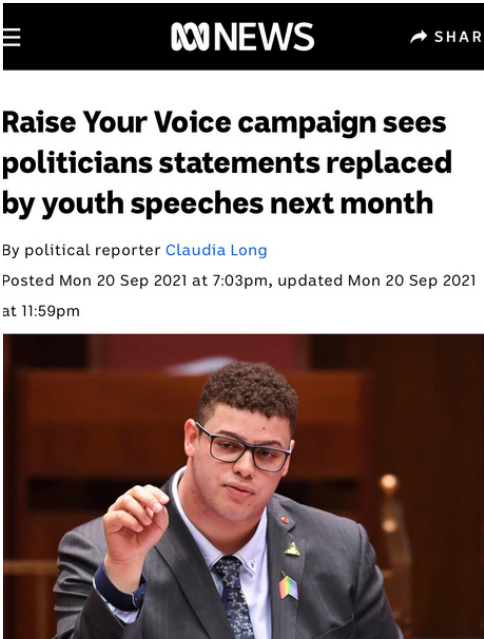 NEWS
SHAR
Raise Your Voice campaign sees
politicians statements replaced
by youth speeches next month
By political reporter Claudia Long
Posted Mon 20 Sep 2021 at 7:03pm, updated Mon 20 Sep 2021
at 11:59pm